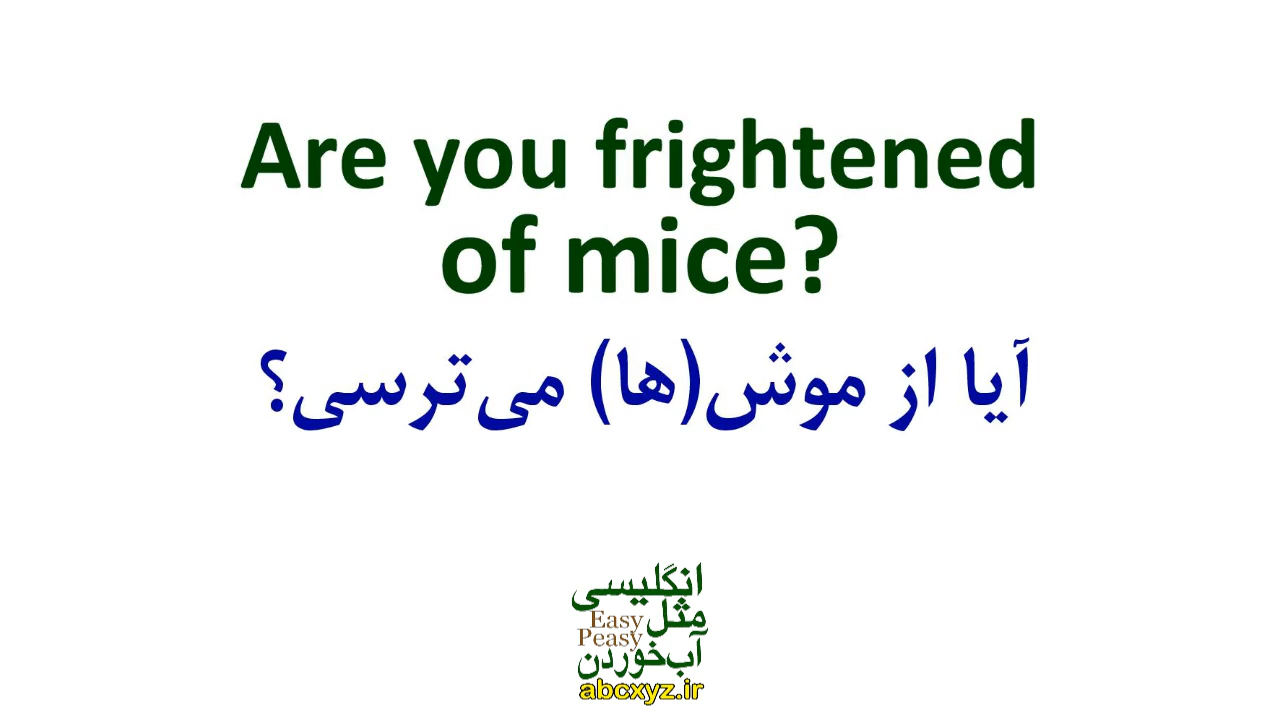 Are you frightened
of mice?
آیا از موش(ها) می‌ترسی؟
انگلیسی
مثل
Easy
Peasy
آب‌خوردن
abcxyz.ir